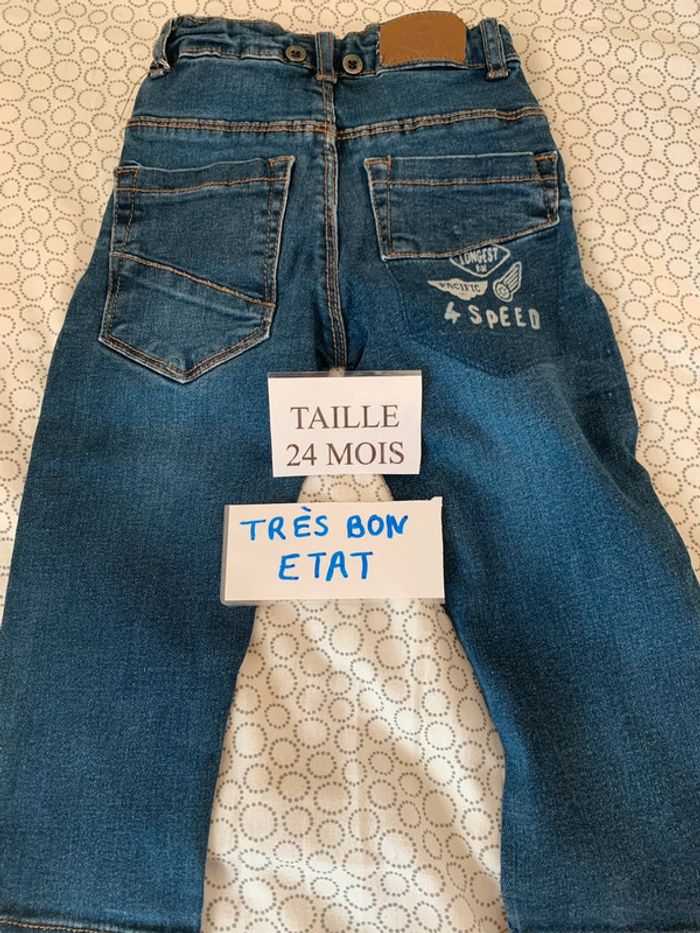 LONGEST
PACIFIC
4 SPEED
TAILLE
24 MOIS
TRÈS BON
ETAT